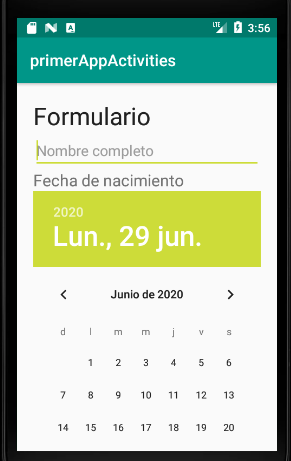 3:56
primerAppActivities
Formulario
Nombre completo
Fecha de nacimiento
2020
Lun., 29 jun.
Junio de 2020
d l m m j v s
1 2 3 4 5 6
7 8 9 10 11 12 13
14 15 16 17 18 19 20